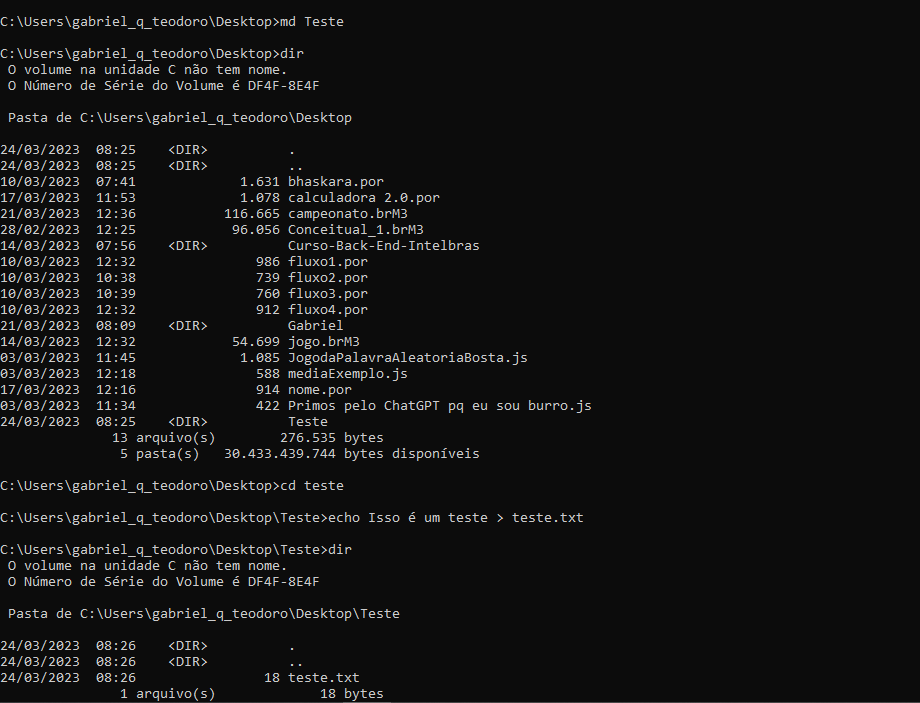 C:\Users\gabriel_q_teodoro\Desktop>md Teste
C:\Users\gabriel_q_teodoro\Desktop>dir
 O volume na unidade C não tem nome.
 O Número de Série do Volume é DF4F-8E4F
 Pasta de C:\Users\gabriel_q_teodoro\Desktop
24/03/2023  08:25    <DIR>          .
24/03/2023  08:25    <DIR>          ..
10/03/2023  07:41             1.631 bhaskara.por
17/03/2023  11:53             1.078 calculadora 2.0.por
21/03/2023  12:36           116.665 campeonato.brM3
28/02/2023  12:25            96.056 Conceitual_1.brM3
14/03/2023  07:56    <DIR>          Curso-Back-End-Intelbras
10/03/2023  12:32               986 fluxo1.por
10/03/2023  10:38               739 fluxo2.por
10/03/2023  10:39               760 fluxo3.por
10/03/2023  12:32               912 fluxo4.por
21/03/2023  08:09    <DIR>          Gabriel
14/03/2023  12:32            54.699 jogo.brM3
03/03/2023  11:45             1.085 JogodaPalavraAleatoriaBosta.js
03/03/2023  12:18               588 mediaExemplo.js
17/03/2023  12:16               914 nome.por
03/03/2023  11:34               422 Primos pelo ChatGPT pq eu sou burro.js
24/03/2023  08:25    <DIR>          Teste
              13 arquivo(s)        276.535 bytes
               5 pasta(s)   30.433.439.744 bytes disponíveis
C:\Users\gabriel_q_teodoro\Desktop>cd teste
C:\Users\gabriel_q_teodoro\Desktop\Teste>echo Isso é um teste > teste.txt
C:\Users\gabriel_q_teodoro\Desktop\Teste>dir
 O volume na unidade C não tem nome.
 O Número de Série do Volume é DF4F-8E4F
 Pasta de C:\Users\gabriel_q_teodoro\Desktop\Teste
24/03/2023  08:26    <DIR>          .
24/03/2023  08:26    <DIR>          ..
24/03/2023  08:26                18 teste.txt
               1 arquivo(s)             18 bytes